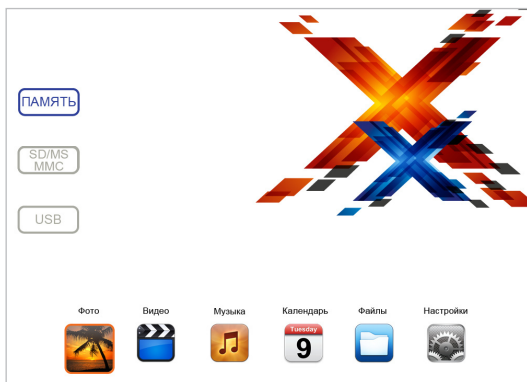 ПАМЯТЬ
SD/MS
MMC
USB
Фото Видео Музыка Календарь Файлы Настройки
Tuesday
9